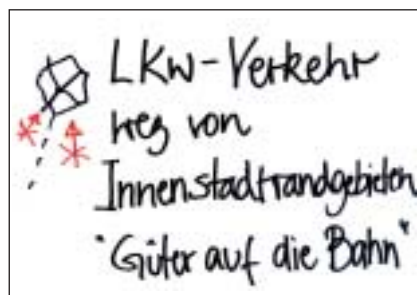 LKW-Verkehr
weg von
Innenstadtrandgebieten
"Güter auf die Bahn"